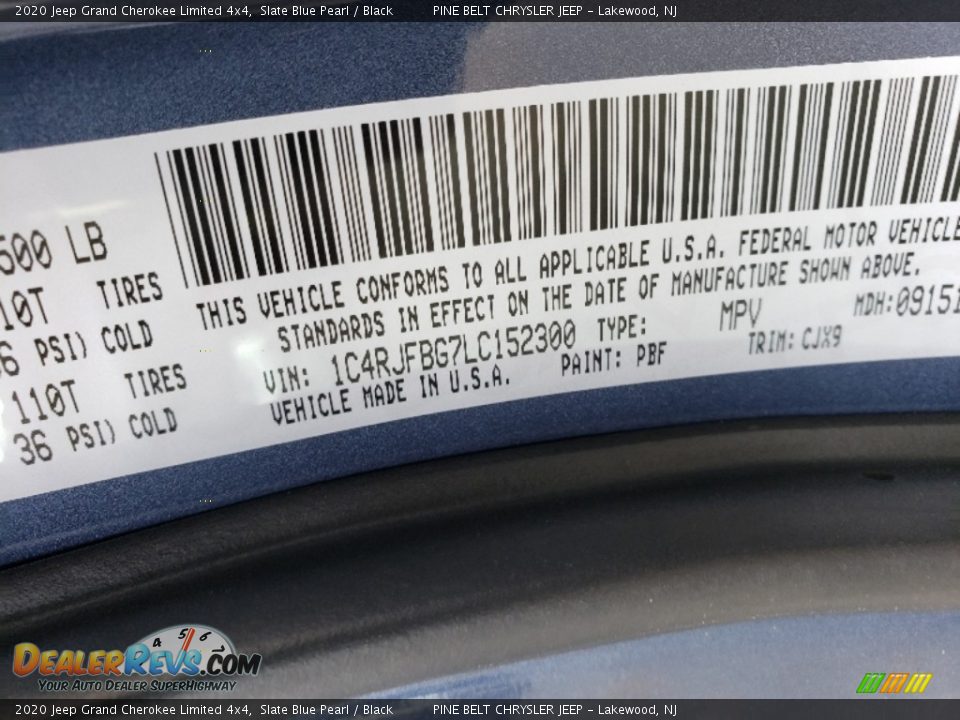 2020 Jeep Grand Cherokee Limited 4x4, Slate Blue Pearl / Black PINE BELT CHRYSLER JEEP - Lakewood, NJ
500 LB
10T TIRES
36 PSI) COLD
110T TIRES
36 PSI) COLD
THIS VEHICLE CONFORMS TO ALL APPLICABLE U.S.A. FEDERAL MOTOR VEHICLE
STANDARDS IN EFFECT ON THE DATE OF MANUFACTURE SHOWN ABOVE.
VIN: 1C4RJFBG7LC152300 TYPE: MPV MDH:09151
VEHICLE MADE IN U.S.A. PAINT: PBF TRIM: CJX9
4 5 6
DealerRevs.com
Your Auto Dealer SuperHighway
2020 Jeep Grand Cherokee Limited 4x4, Slate Blue Pearl / Black PINE BELT CHRYSLER JEEP - Lakewood, NJ